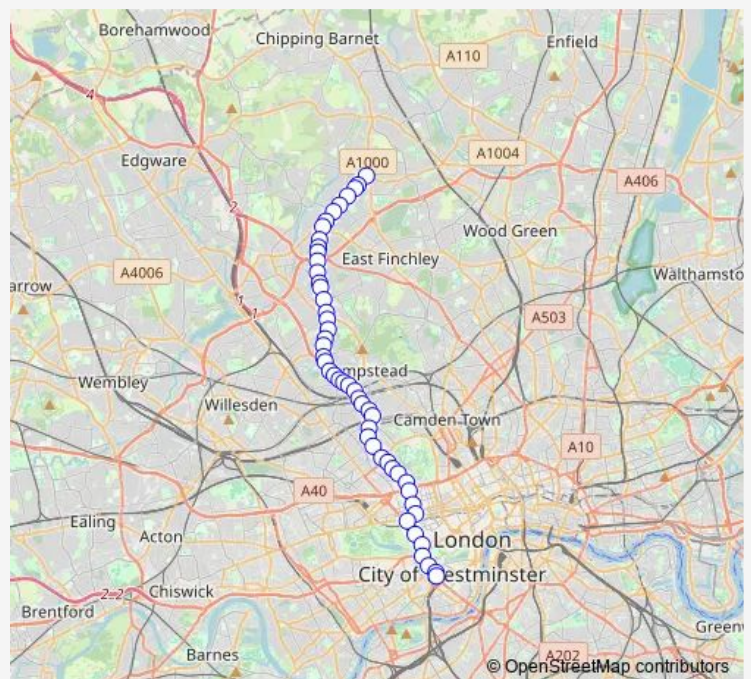 Borehamwood
Chipping Barnet
Enfield
A110
4
Edgware
A1000
A1004
A406
2
Wood Green
East Finchley
A4006
Walthamsto
arrow
1
1
A503
mpstead
Wembley
Willesden
Camden Town
A10
A40
Ealing
Acton
London
City of estminster
2
2
Chiswick
Brentford
Barnes
Green
A202
© OpenStreetMap contributors